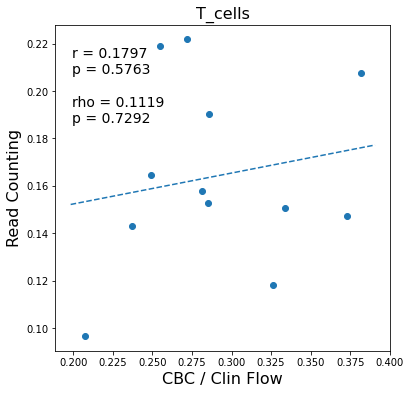 T_cells
r = 0.1797
p = 0.5763
rho = 0.1119
p = 0.7292
Read Counting
0.22
0.20
0.18
0.16
0.14
0.12
0.10
0.200 0.225 0.250 0.275 0.300 0.325 0.350 0.375 0.400
CBC / Clin Flow